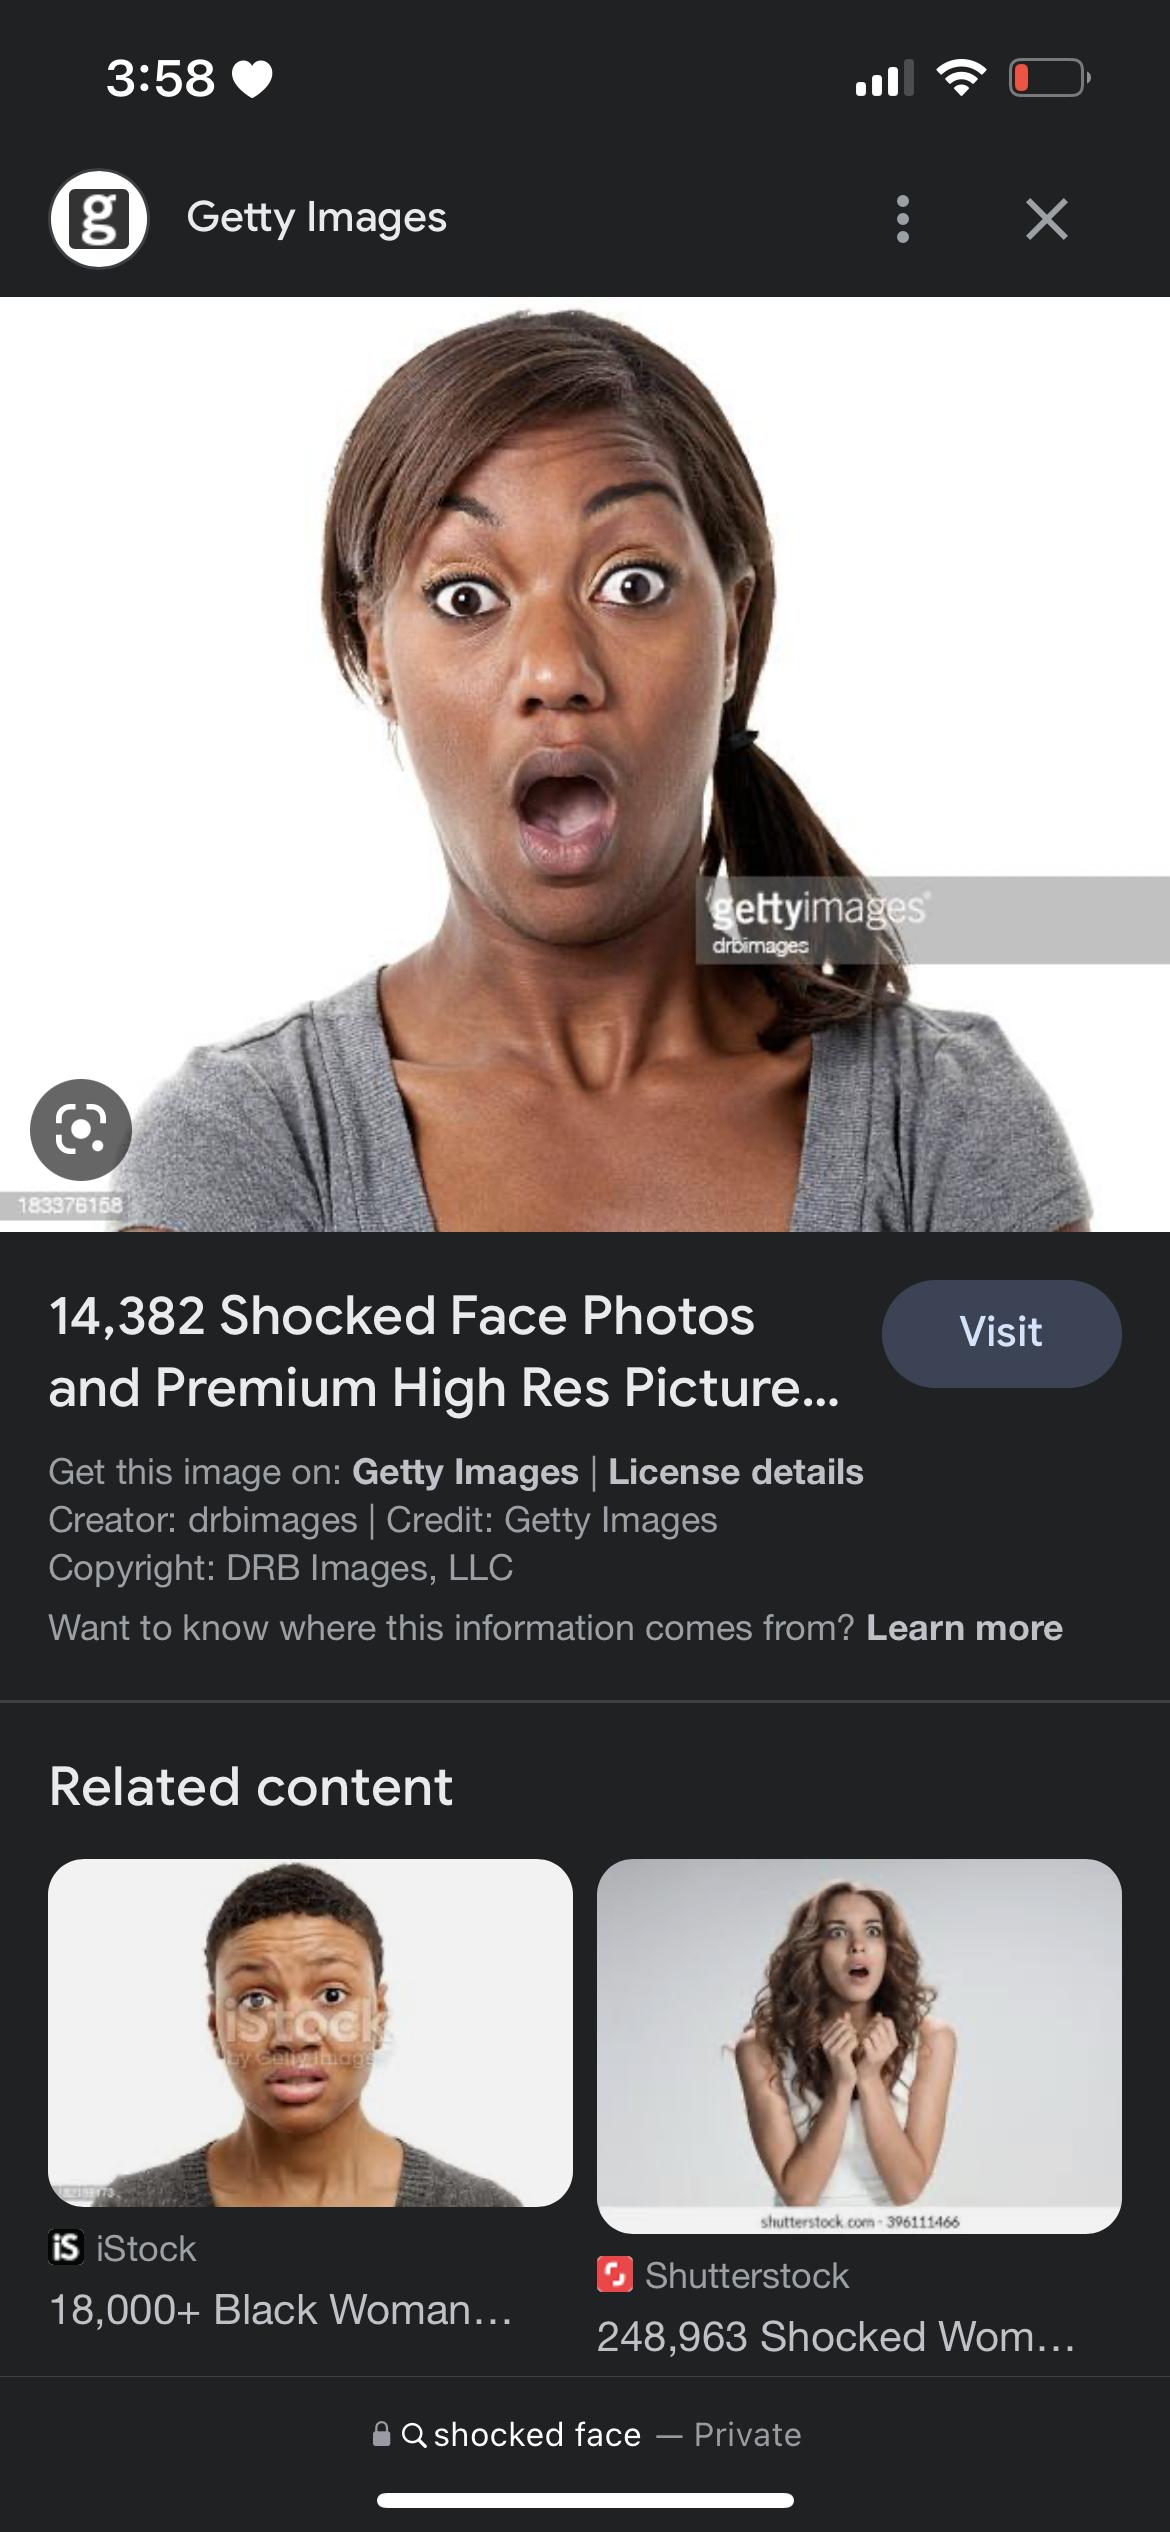 3:58
g
Getty Images
gettyimages®
drbimages
183376158
14,382 Shocked Face Photos
and Premium High Res Picture...
Visit
Get this image on: Getty Images | License details
Creator: drbimages | Credit: Getty Images
Copyright: DRB Images, LLC
Want to know where this information comes from? Learn more
Related content
iStock
by Getty Images
shutterstock.com · 396111466
iS iStock
18,000+ Black Woman...
Shutterstock
248,963 Shocked Wom...
shocked face — Private